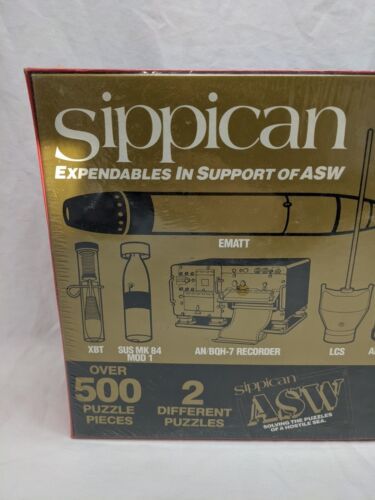 Sippican
EXPENDABLES IN SUPPORT OF ASW
EMATT
XBT
SUS MK 84
MOD 1
AN/BQH-7 RECORDER
LCS
OVER
500
PUZZLE
PIECES
2
DIFFERENT
PUZZLES
Sippican
ASW
SOLVING THE PUZZLES
OF A HOSTILE SEA.